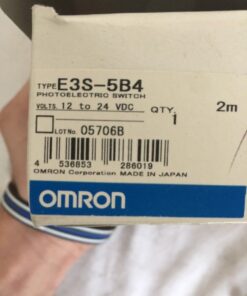 TYPE E3S-5B4
PHOTOELECTRIC SWITCH
VOLTS. 12 to 24 VDC QTY. 1 2m
LOT No. 05706B
4 536853 286019
OMRON Corporation MADE IN JAPAN
OMRON